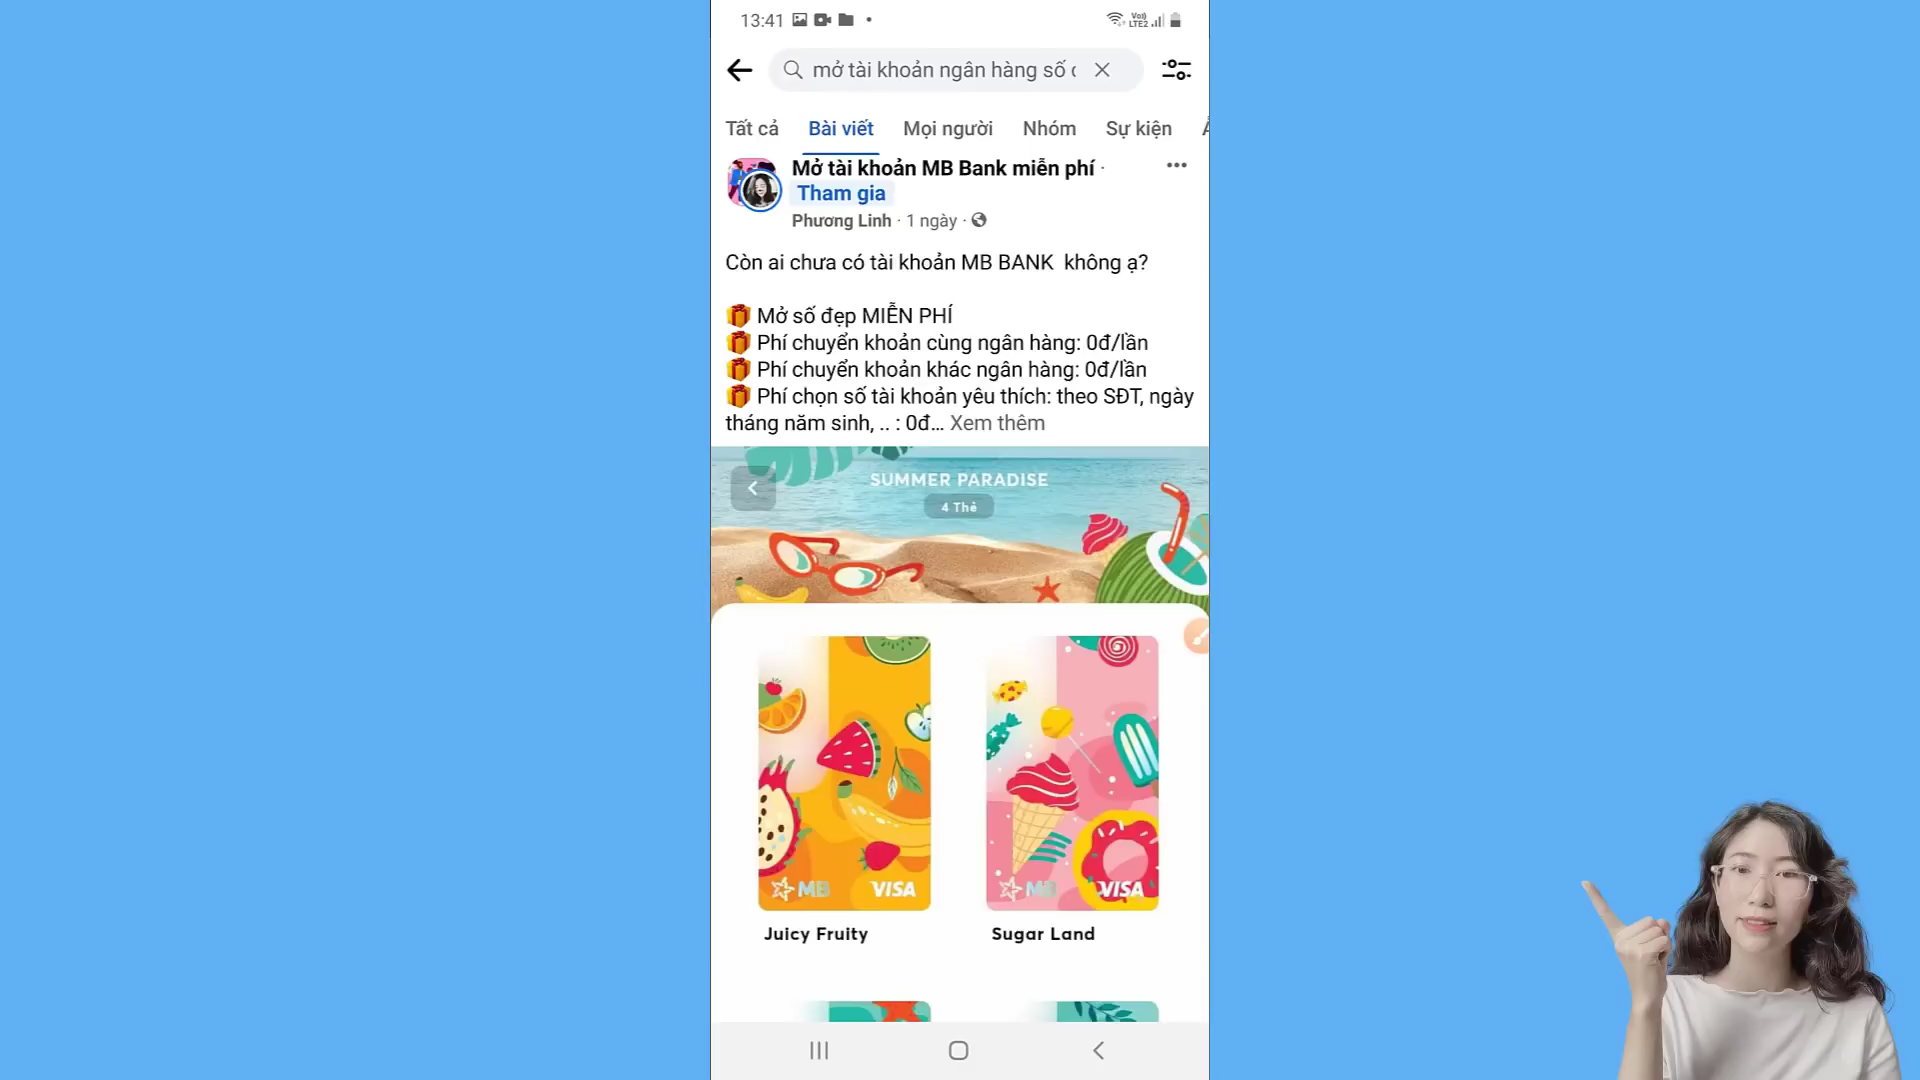 13:41
Vo))
LTE2
mở tài khoản ngân hàng số
Tất cả Bài viết Mọi người Nhóm Sự kiện
Mở tài khoản MB Bank miễn phí ·
Tham gia
Phương Linh · 1 ngày ·
Còn ai chưa có tài khoản MB BANK không ạ?
🎁 Mở số đẹp MIỄN PHÍ
🎁 Phí chuyển khoản cùng ngân hàng: 0đ/lần
🎁 Phí chuyển khoản khác ngân hàng: 0đ/lần
🎁 Phí chọn số tài khoản yêu thích: theo SĐT, ngày
tháng năm sinh, .. : 0đ... Xem thêm
SUMMER PARADISE
4 Thẻ
MB VISA
MB VISA
Juicy Fruity
Sugar Land